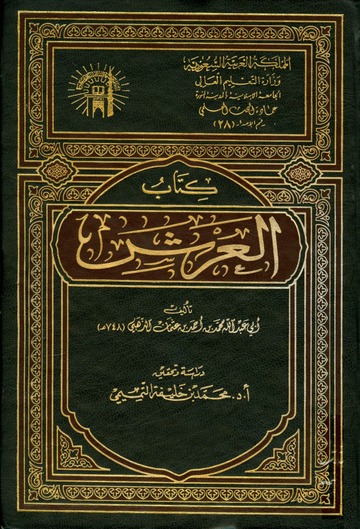 المملكة العربية السعودية
وزارة التعليم العالي
الجامعة الإسلامية بالمدينة المنورة
عمادة البحث العلمي
رقم الإصدار (٢٨)
كتاب
العرش
تأليف
أبي عبد الله محمد بن أحمد بن عثمان الذهبي (٧٤٨هـ)
دراسة وتحقيق
أ.د. محمد بن خليفة التميمي